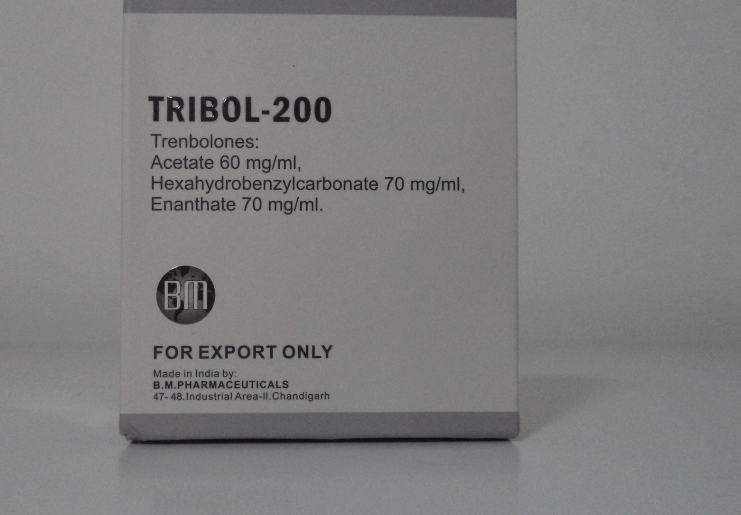 TRIBOL-200
Trenbolones:
Acetate 60 mg/ml,
Hexahydrobenzylcarbonate 70 mg/ml,
Enanthate 70 mg/ml.
BM
FOR EXPORT ONLY
Made in India by:
B.M.PHARMACEUTICALS
47- 48.Industrial Area-II.Chandigarh